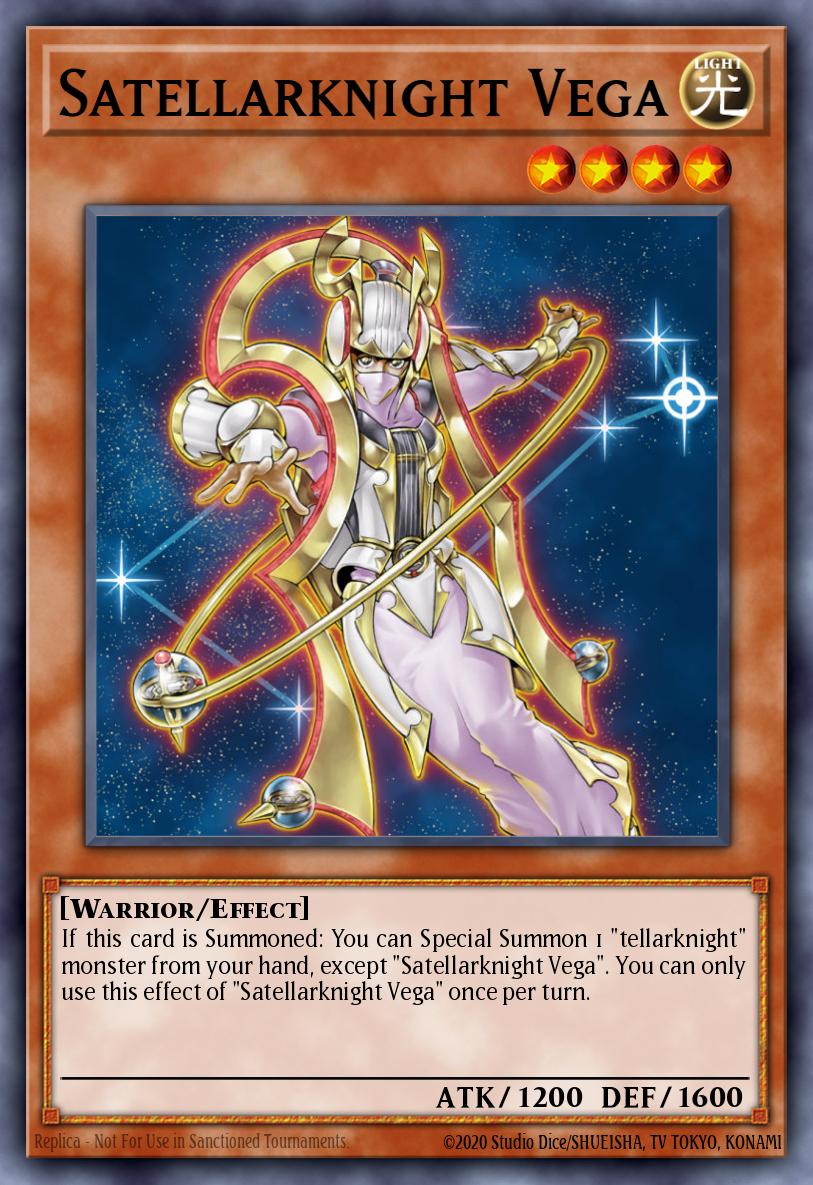 Satellarknight Vega
LIGHT
光
[Warrior/Effect]
If this card is Summoned: You can Special Summon 1 "tellarknight"
monster from your hand, except "Satellarknight Vega". You can only
use this effect of "Satellarknight Vega" once per turn.
ATK/1200 DEF/1600
Replica - Not For Use in Sanctioned Tournaments.
©2020 Studio Dice/SHUEISHA, TV TOKYO, KONAMI